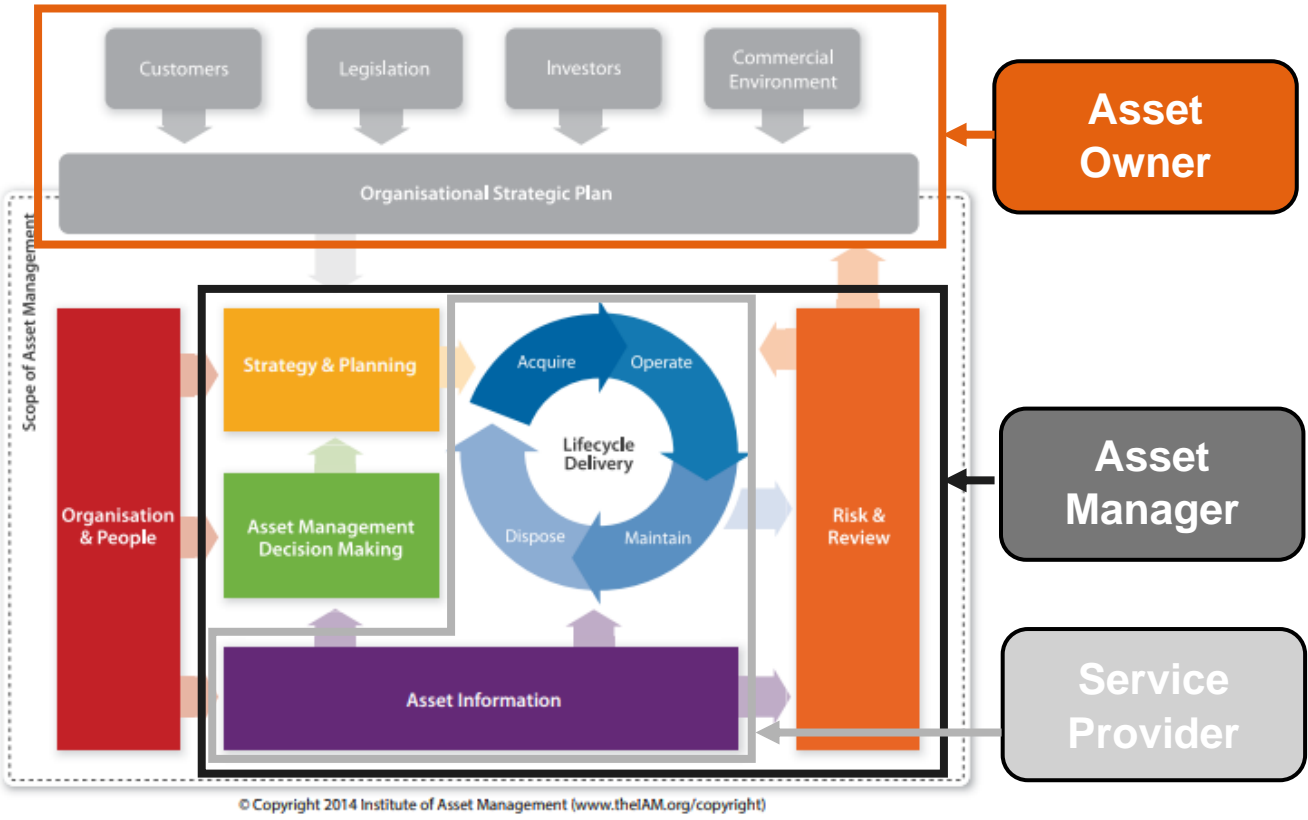 Customers
Legislation
Investors
Commercial
Environment
Asset
Owner
Organisational Strategic Plan
Scope of Asset Management
Strategy & Planning
Acquire
Operate
Lifecycle
Delivery
Asset
Manager
Organisation
& People
Asset Management
Decision Making
Dispose
Maintain
Risk &
Review
Asset Information
Service
Provider
© Copyright 2014 Institute of Asset Management (www.theIAM.org/copyright)